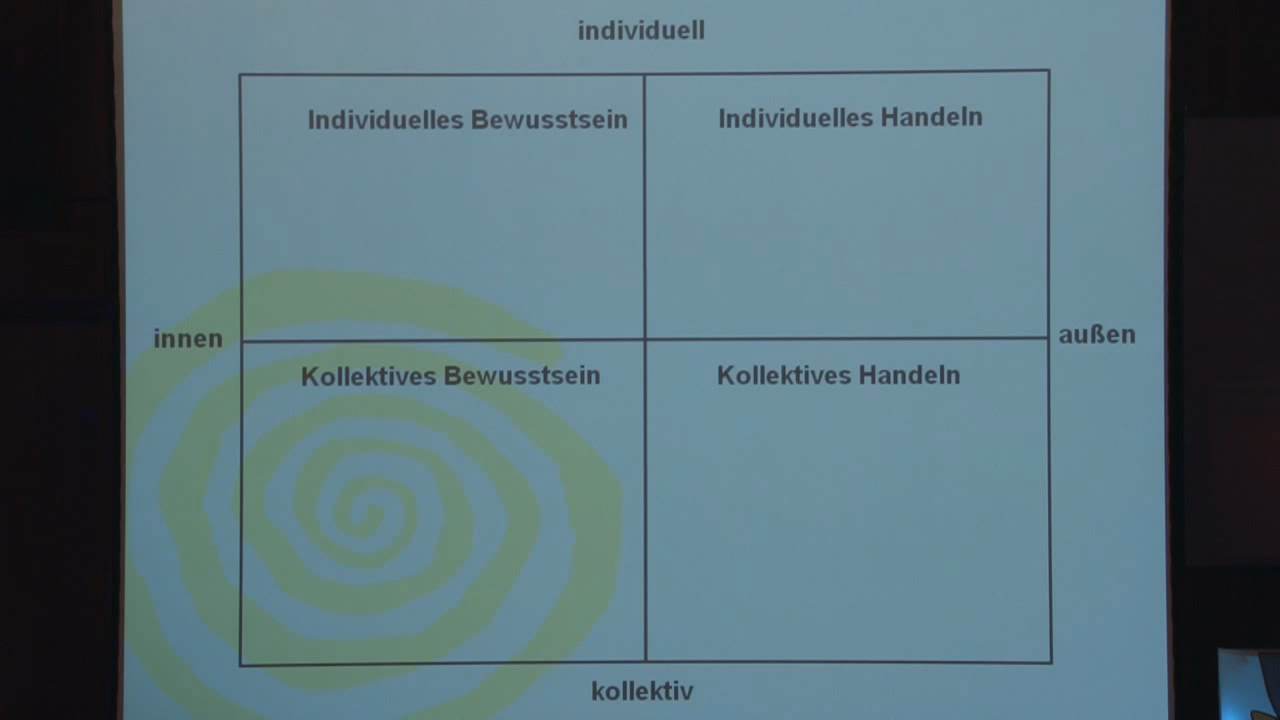 individuell
Individuelles Bewusstsein
Individuelles Handeln
innen
außen
Kollektives Bewusstsein
Kollektives Handeln
kollektiv